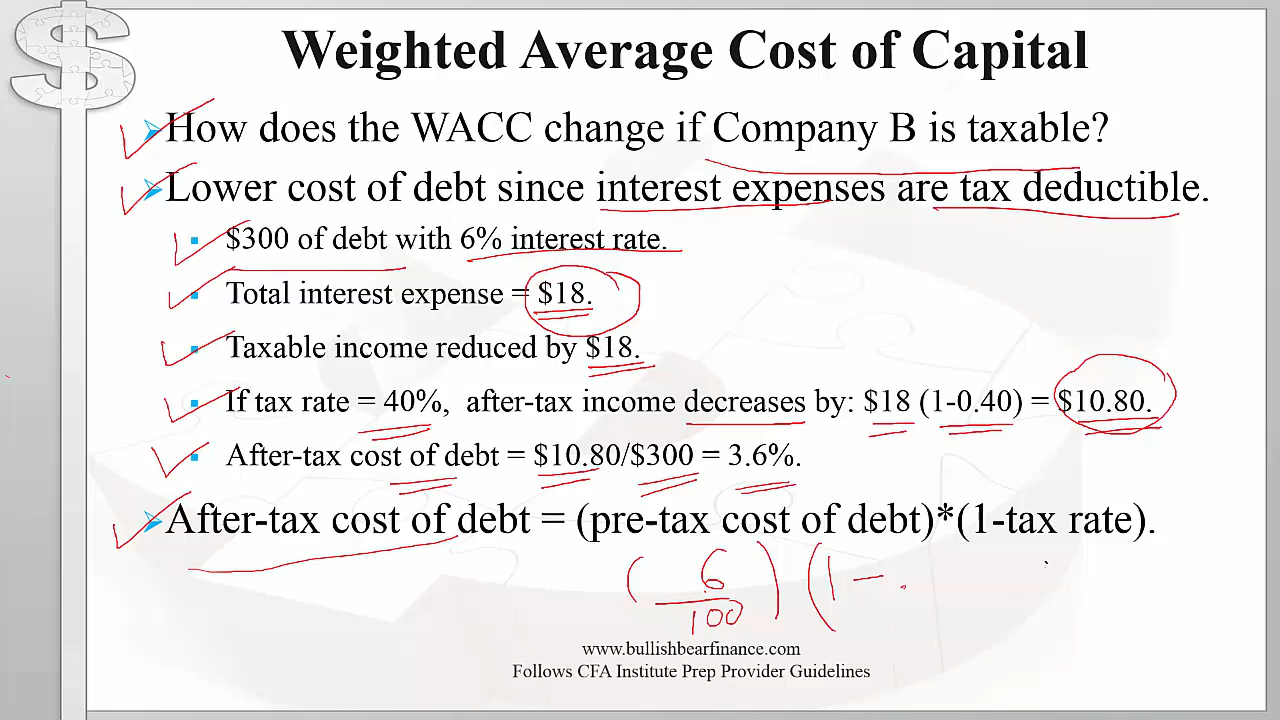 Weighted Average Cost of Capital
How does the WACC change if Company B is taxable?
Lower cost of debt since interest expenses are tax deductible.
$300 of debt with 6% interest rate.
Total interest expense = $18.
Taxable income reduced by $18.
If tax rate = 40%, after-tax income decreases by: $18 (1-0.40) = $10.80.
After-tax cost of debt = $10.80/$300 = 3.6%.
After-tax cost of debt = (pre-tax cost of debt)*(1-tax rate).
(6/100) (1 - .
www.bullishbearfinance.com
Follows CFA Institute Prep Provider Guidelines